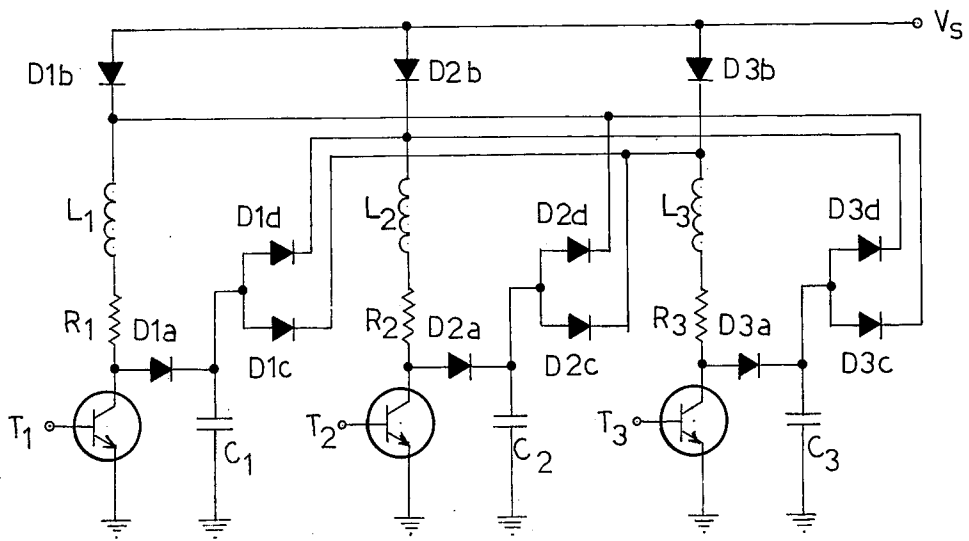 VS
D1b
D2b
D3b
L1
D1d
L2
D2d
L3
D3d
R1
D1a
D1c
R2
D2a
D2c
R3
D3a
D3c
T1
C1
T2
C2
T3
C3